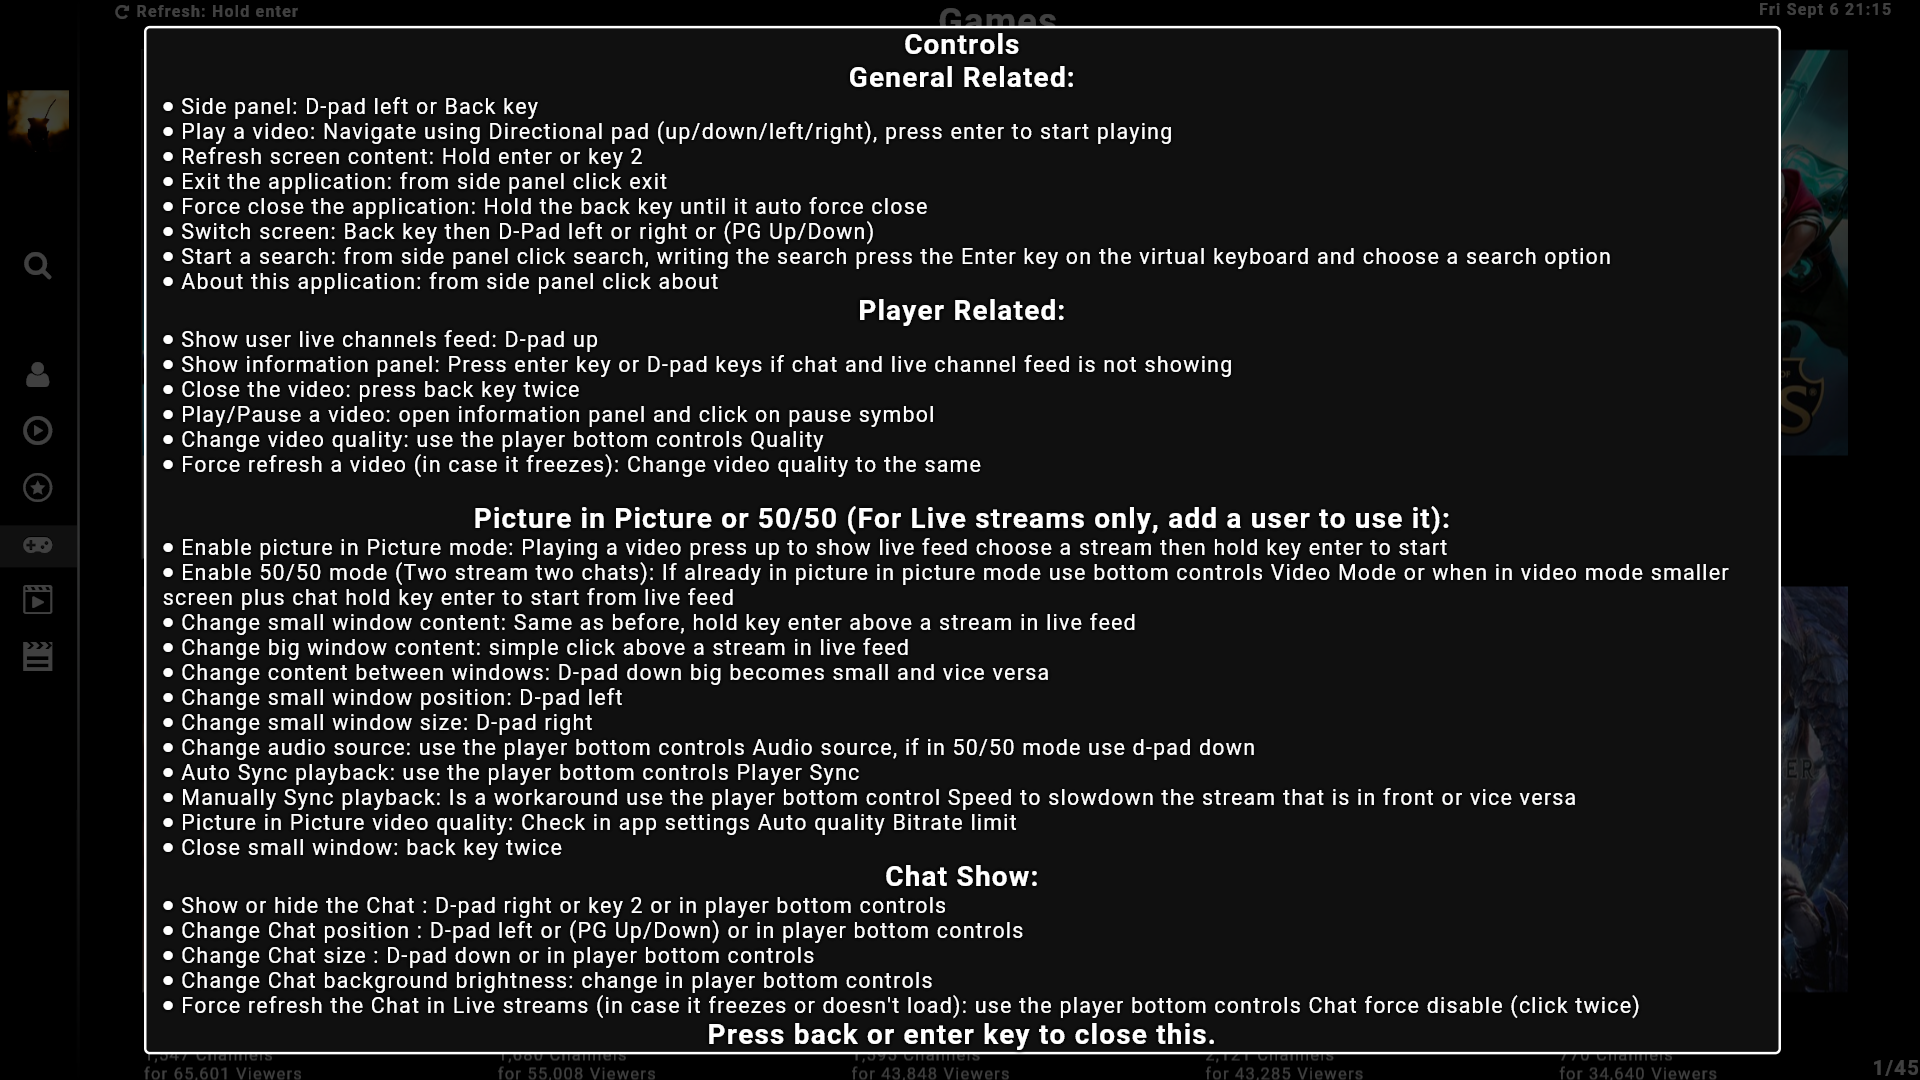 Refresh: Hold enter
Games
Fri Sept 6 21:15
Controls
General Related:
● Side panel: D-pad left or Back key
● Play a video: Navigate using Directional pad (up/down/left/right), press enter to start playing
● Refresh screen content: Hold enter or key 2
● Exit the application: from side panel click exit
● Force close the application: Hold the back key until it auto force close
● Switch screen: Back key then D-Pad left or right or (PG Up/Down)
● Start a search: from side panel click search, writing the search press the Enter key on the virtual keyboard and choose a search option
● About this application: from side panel click about
Player Related:
● Show user live channels feed: D-pad up
● Show information panel: Press enter key or D-pad keys if chat and live channel feed is not showing
● Close the video: press back key twice
● Play/Pause a video: open information panel and click on pause symbol
● Change video quality: use the player bottom controls Quality
● Force refresh a video (in case it freezes): Change video quality to the same
Picture in Picture or 50/50 (For Live streams only, add a user to use it):
● Enable picture in Picture mode: Playing a video press up to show live feed choose a stream then hold key enter to start
● Enable 50/50 mode (Two stream two chats): If already in picture in picture mode use bottom controls Video Mode or when in video mode smaller
screen plus chat hold key enter to start from live feed
● Change small window content: Same as before, hold key enter above a stream in live feed
● Change big window content: simple click above a stream in live feed
● Change content between windows: D-pad down big becomes small and vice versa
● Change small window position: D-pad left
● Change small window size: D-pad right
● Change audio source: use the player bottom controls Audio source, if in 50/50 mode use d-pad down
● Auto Sync playback: use the player bottom controls Player Sync
● Manually Sync playback: Is a workaround use the player bottom control Speed to slowdown the stream that is in front or vice versa
● Picture in Picture video quality: Check in app settings Auto quality Bitrate limit
● Close small window: back key twice
Chat Show:
● Show or hide the Chat : D-pad right or key 2 or in player bottom controls
● Change Chat position : D-pad left or (PG Up/Down) or in player bottom controls
● Change Chat size : D-pad down or in player bottom controls
● Change Chat background brightness: change in player bottom controls
● Force refresh the Chat in Live streams (in case it freezes or doesn't load): use the player bottom controls Chat force disable (click twice)
Press back or enter key to close this.
Channels Channels Channels Channels Channels
for 65,601 Viewers for 55,008 Viewers for 43,848 Viewers for 43,285 Viewers for 34,640 Viewers
1/45